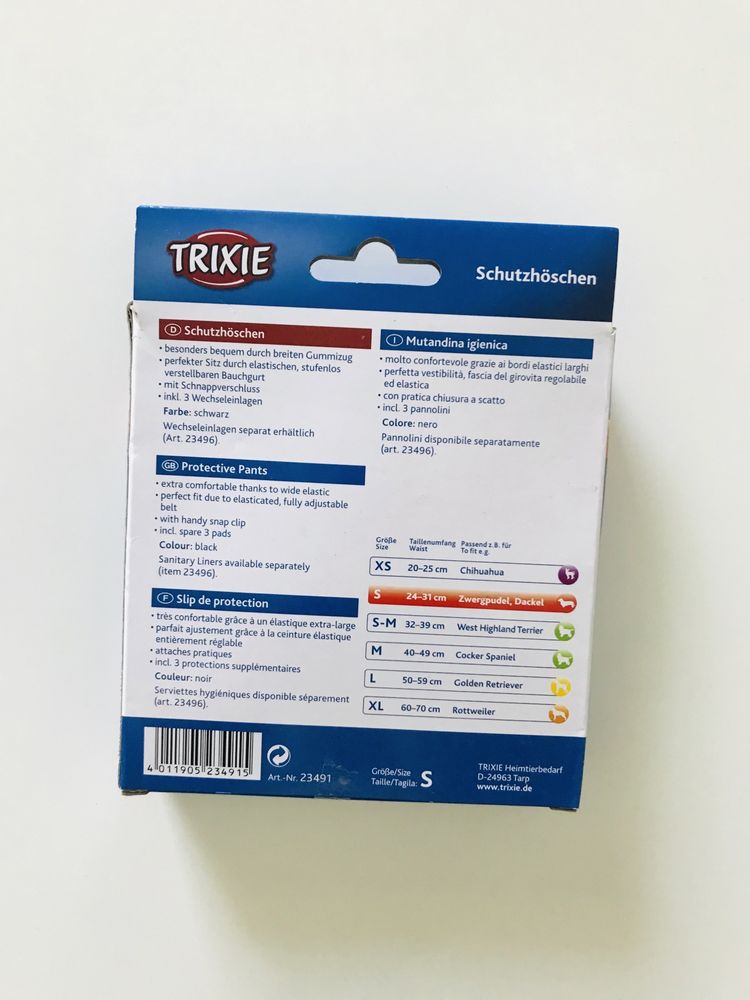 TRIXIE
Schutzhöschen
D Schutzhöschen
• besonders bequem durch breiten Gummizug
• perfekter Sitz durch elastischen, stufenlos
verstellbaren Bauchgurt
• mit Schnappverschluss
• inkl. 3 Wechseleinlagen
Farbe: schwarz
Wechseleinlagen separat erhältlich
(Art. 23496).
GB Protective Pants
• extra comfortable thanks to wide elastic
• perfect fit due to elasticated, fully adjustable
belt
• with handy snap clip
• incl. spare 3 pads
Colour: black
Sanitary Liners available separately
(item 23496).
F Slip de protection
• très confortable grâce à un élastique extra-large
• parfait ajustement grâce à la ceinture élastique
entièrement réglable
• attaches pratiques
• incl. 3 protections supplémentaires
Couleur: noir
Serviettes hygiéniques disponible séparement
(art. 23496).
I Mutandina igienica
• molto confortevole grazie ai bordi elastici larghi
• perfetta vestibilità, fascia del girovita regolabile
ed elastica
• con pratica chiusura a scatto
• incl. 3 pannolini
Colore: nero
Pannolini disponibile separatamente
(art. 23496).
Größe Taillenumfang Passend z.B. für
Size Waist To fit e.g.
XS 20–25 cm Chihuahua
S 24–31 cm Zwergpudel, Dackel
S-M 32–39 cm West Highland Terrier
M 40–49 cm Cocker Spaniel
L 50–59 cm Golden Retriever
XL 60–70 cm Rottweiler
4 011905 234915
Art.-Nr. 23491
Größe/Size
Taille/Tagila: S
TRIXIE Heimtierbedarf
D-24963 Tarp
www.trixie.de